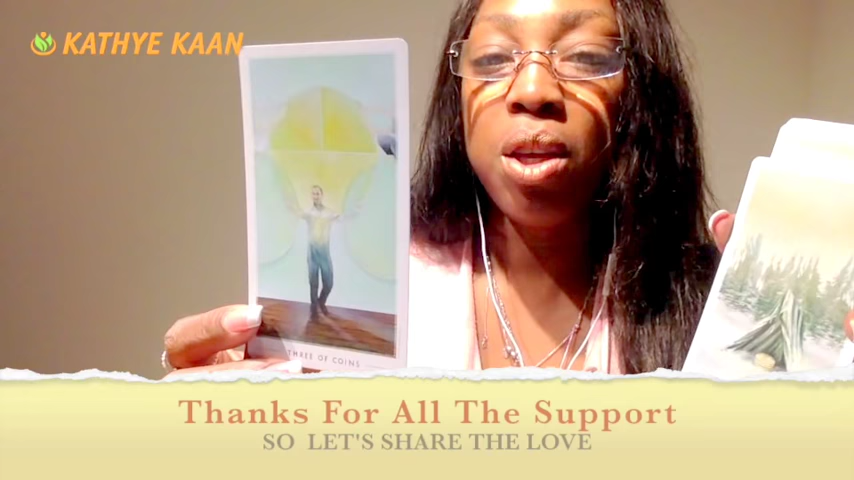 KATHYE KAAN
THREE OF COINS
Thanks For All The Support
SO LET'S SHARE THE LOVE